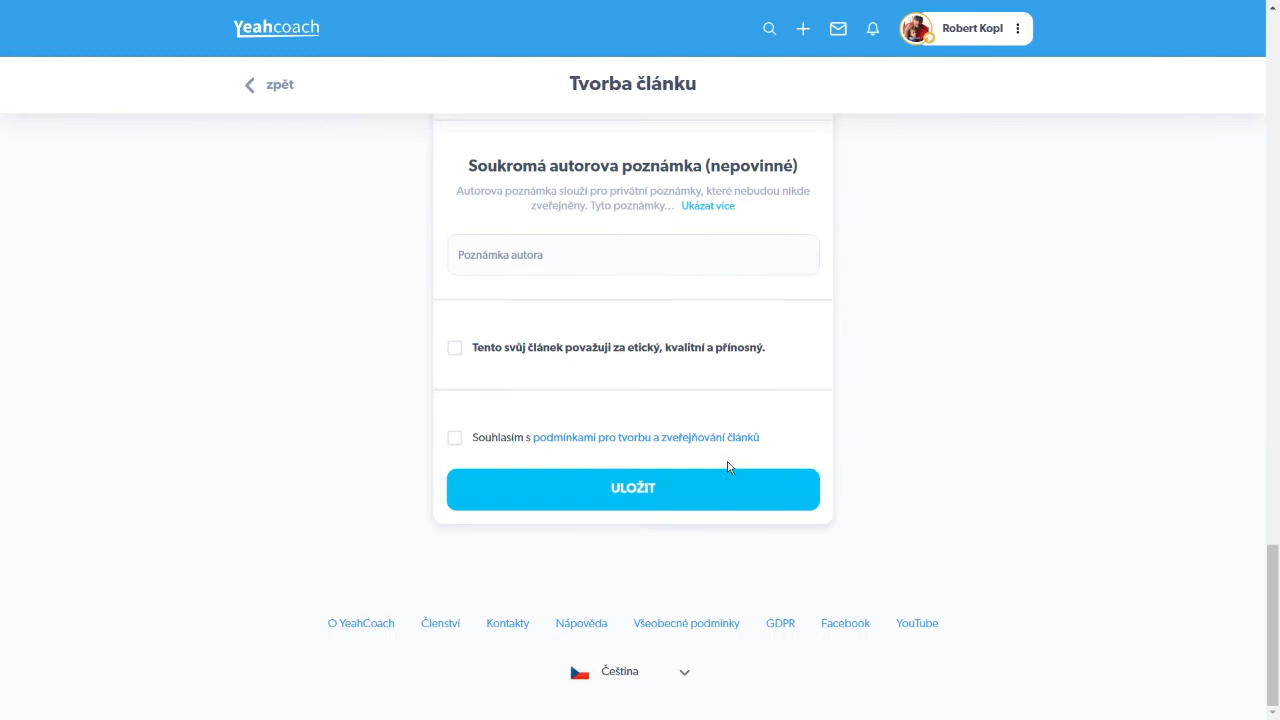 Yeahcoach
Robert Kopl
zpět
Tvorba článku
Soukromá autorova poznámka (nepovinné)
Autorova poznámka slouží pro privátní poznámky, které nebudou nikde
zveřejněny. Tyto poznámky... Ukázat více
Poznámka autora
Tento svůj článek považuji za etický, kvalitní a přínosný.
Souhlasím s podmínkami pro tvorbu a zveřejňování článků
ULOŽIT
O YeahCoach Členství Kontakty Nápověda Všeobecné podmínky GDPR Facebook YouTube
Čeština